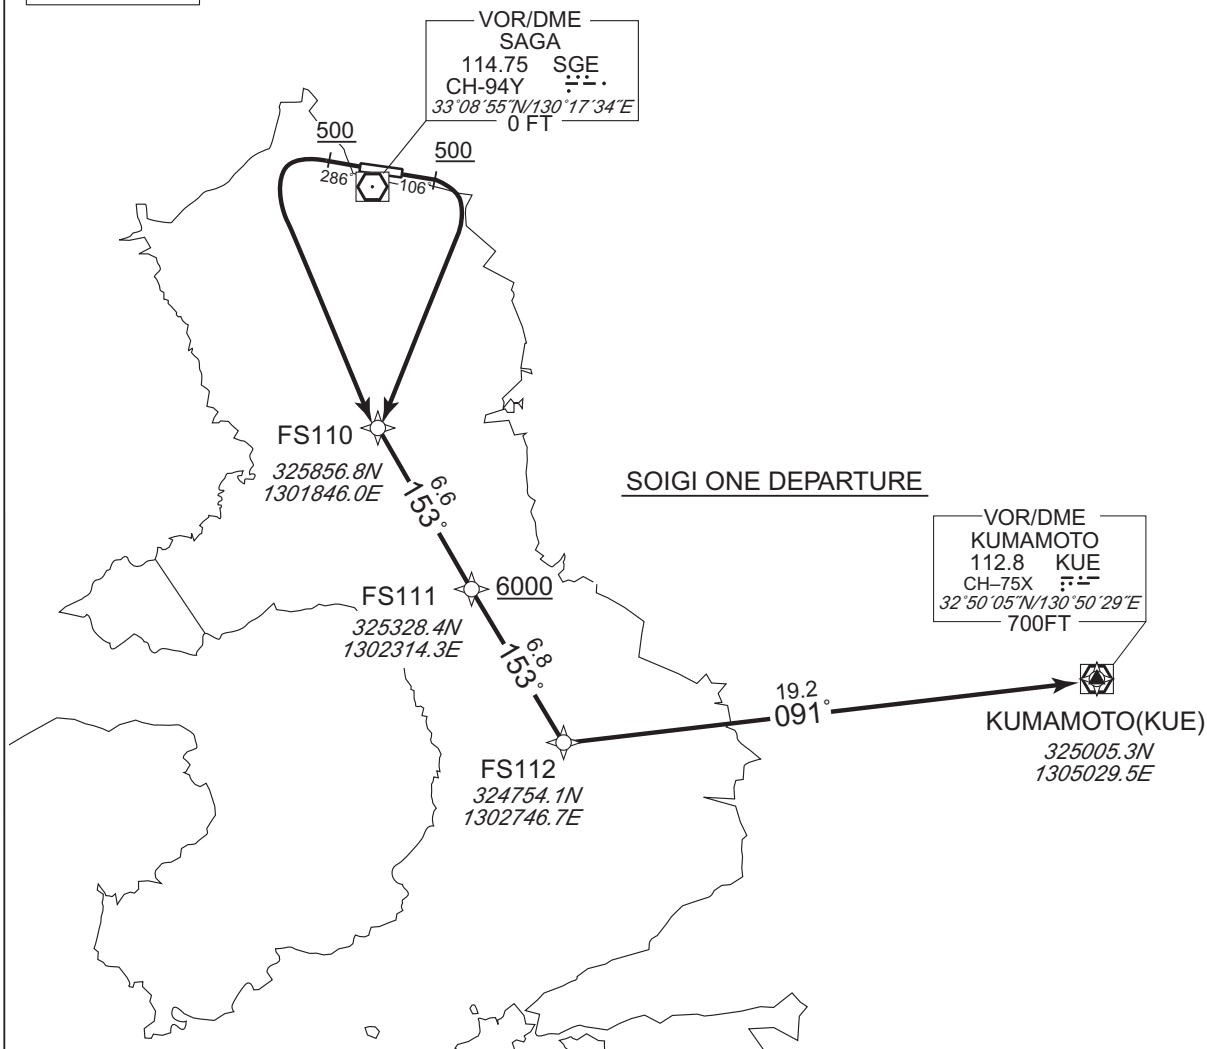 VOR/DME
SAGA
114.75 SGE
CH-94Y
33°08´55˝N/130°17´34˝E
0 FT
500
500
286°
106°
FS110
325856.8N
1301846.0E
6.6
153°
SOIGI ONE DEPARTURE
VOR/DME
KUMAMOTO
112.8 KUE
CH–75X
32°50´05˝N/130°50´29˝E
700FT
FS111
6000
325328.4N
1302314.3E
6.8
153°
19.2
091°
KUMAMOTO(KUE)
325005.3N
1305029.5E
FS112
324754.1N
1302746.7E